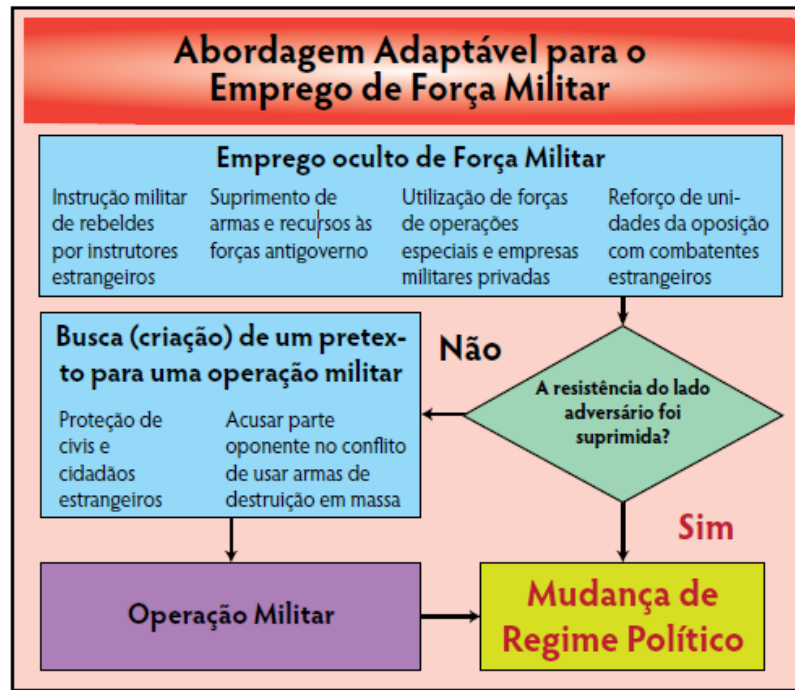 Abordagem Adaptável para o
Emprego de Força Militar
Emprego oculto de Força Militar
Instrução militar
de rebeldes
por instrutores
estrangeiros
Suprimento de
armas e recursos às
forças antigoverno
Utilização de forças
de operações
especiais e empresas
militares privadas
Reforço de uni-
dades da oposição
com combatentes
estrangeiros
Busca (criação) de um pretex-
to para uma operação militar
Proteção de
civis e
cidadãos
estrangeiros
Acusar parte
oponente no conflito
de usar armas de
destruição em massa
Não
A resistência do lado
adversário foi
suprimida?
Sim
Operação Militar
Mudança de
Regime Político